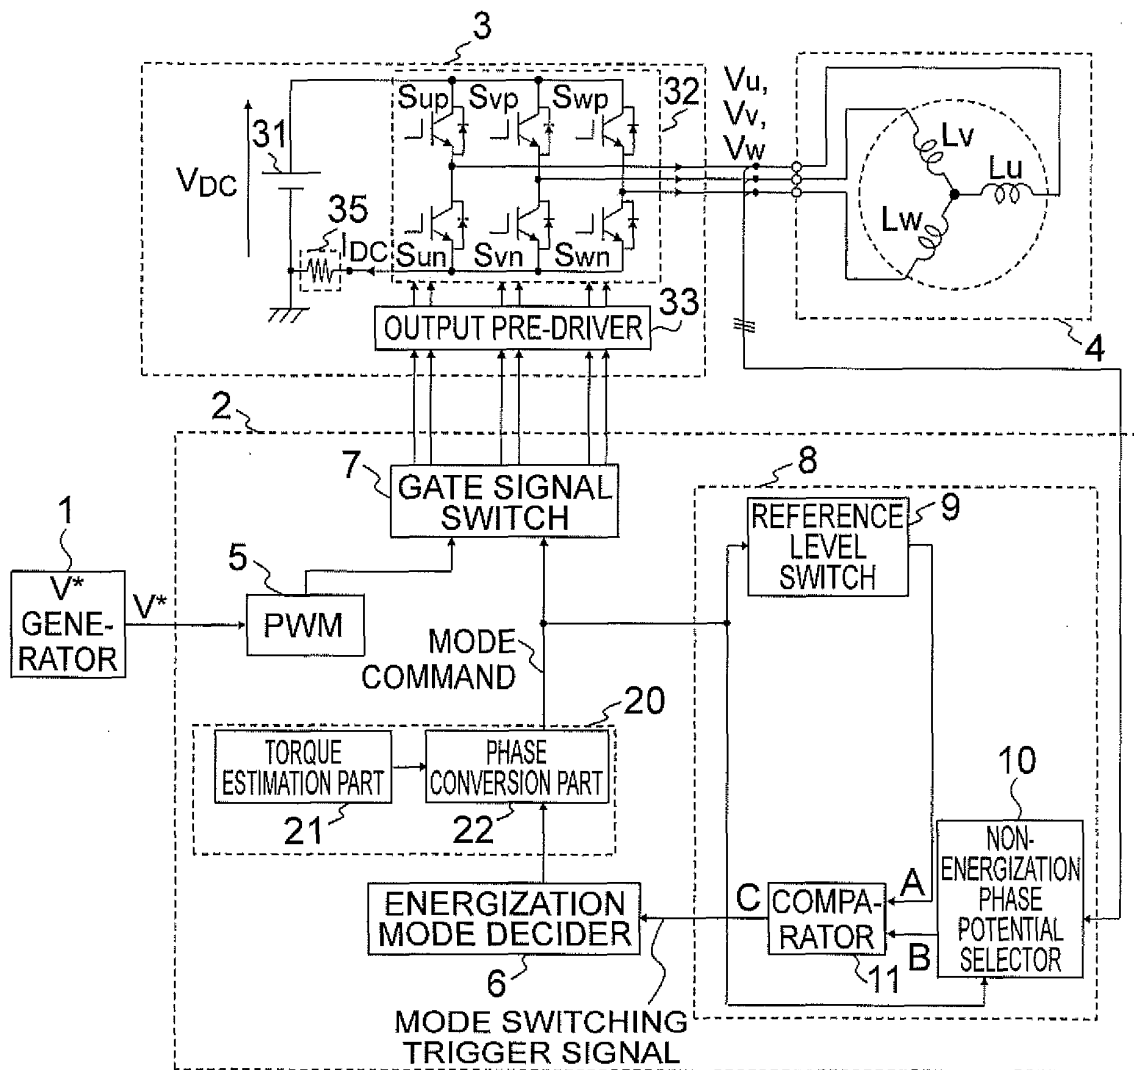 3
Sup
Svp
Swp
32
Vu,
Vv,
Vw
31
VDC
35
IDC
Sun
Svn
Swn
Lv
Lu
Lw
OUTPUT PRE-DRIVER
33
4
2
7
GATE SIGNAL
SWITCH
8
REFERENCE
LEVEL
SWITCH
9
1
V*
GENE-
RATOR
V*
5
PWM
MODE
COMMAND
20
TORQUE
ESTIMATION PART
21
PHASE
CONVERSION PART
22
10
NON-
ENERGIZATION
PHASE
POTENTIAL
SELECTOR
A
B
C
COMPA-
RATOR
11
ENERGIZATION
MODE DECIDER
6
MODE SWITCHING
TRIGGER SIGNAL